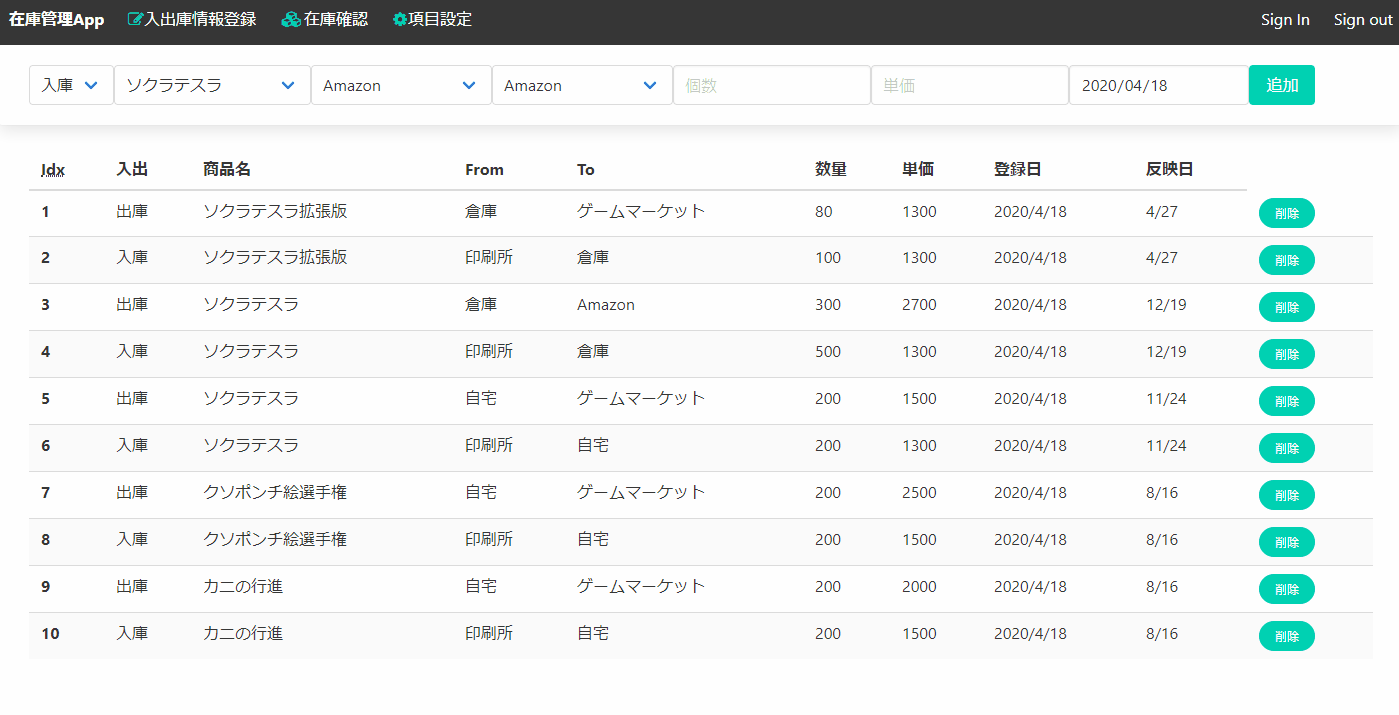 在庫管理App 入出庫情報登録 在庫確認 項目設定 Sign In Sign out
入庫 ソクラテスラ Amazon Amazon 個数 単価 2020/04/18 追加
Idx 入出 商品名 From To 数量 単価 登録日 反映日
1 出庫 ソクラテスラ拡張版 倉庫 ゲームマーケット 80 1300 2020/4/18 4/27 削除
2 入庫 ソクラテスラ拡張版 印刷所 倉庫 100 1300 2020/4/18 4/27 削除
3 出庫 ソクラテスラ 倉庫 Amazon 300 2700 2020/4/18 12/19 削除
4 入庫 ソクラテスラ 印刷所 倉庫 500 1300 2020/4/18 12/19 削除
5 出庫 ソクラテスラ 自宅 ゲームマーケット 200 1500 2020/4/18 11/24 削除
6 入庫 ソクラテスラ 印刷所 自宅 200 1300 2020/4/18 11/24 削除
7 出庫 クソポンチ絵選手権 自宅 ゲームマーケット 200 2500 2020/4/18 8/16 削除
8 入庫 クソポンチ絵選手権 印刷所 自宅 200 1500 2020/4/18 8/16 削除
9 出庫 カニの行進 自宅 ゲームマーケット 200 2000 2020/4/18 8/16 削除
10 入庫 カニの行進 印刷所 自宅 200 1500 2020/4/18 8/16 削除